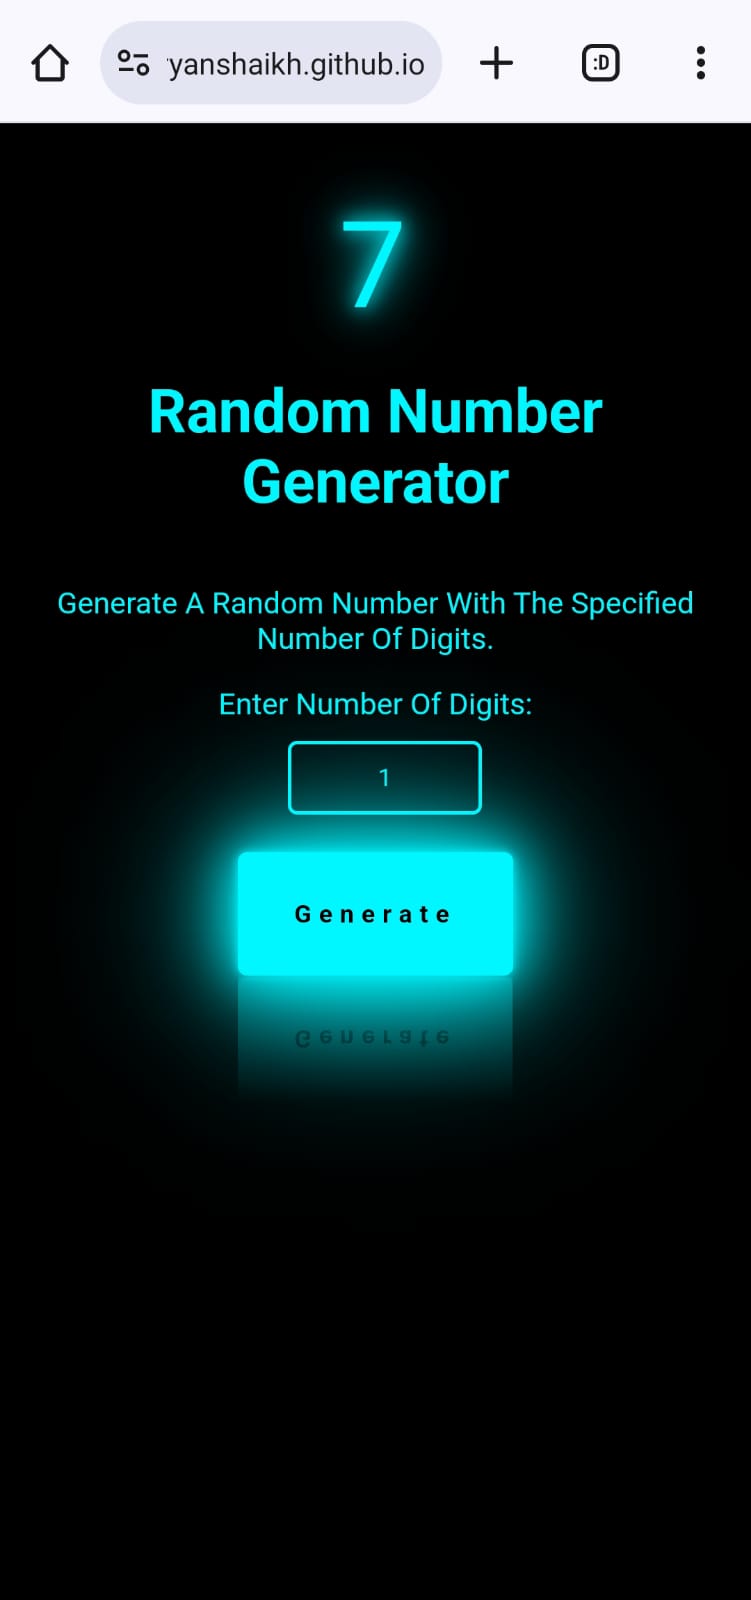 yanshaikh.github.io
:D
7
Random Number
Generator
Generate A Random Number With The Specified
Number Of Digits.
Enter Number Of Digits:
1
Generate
Generate